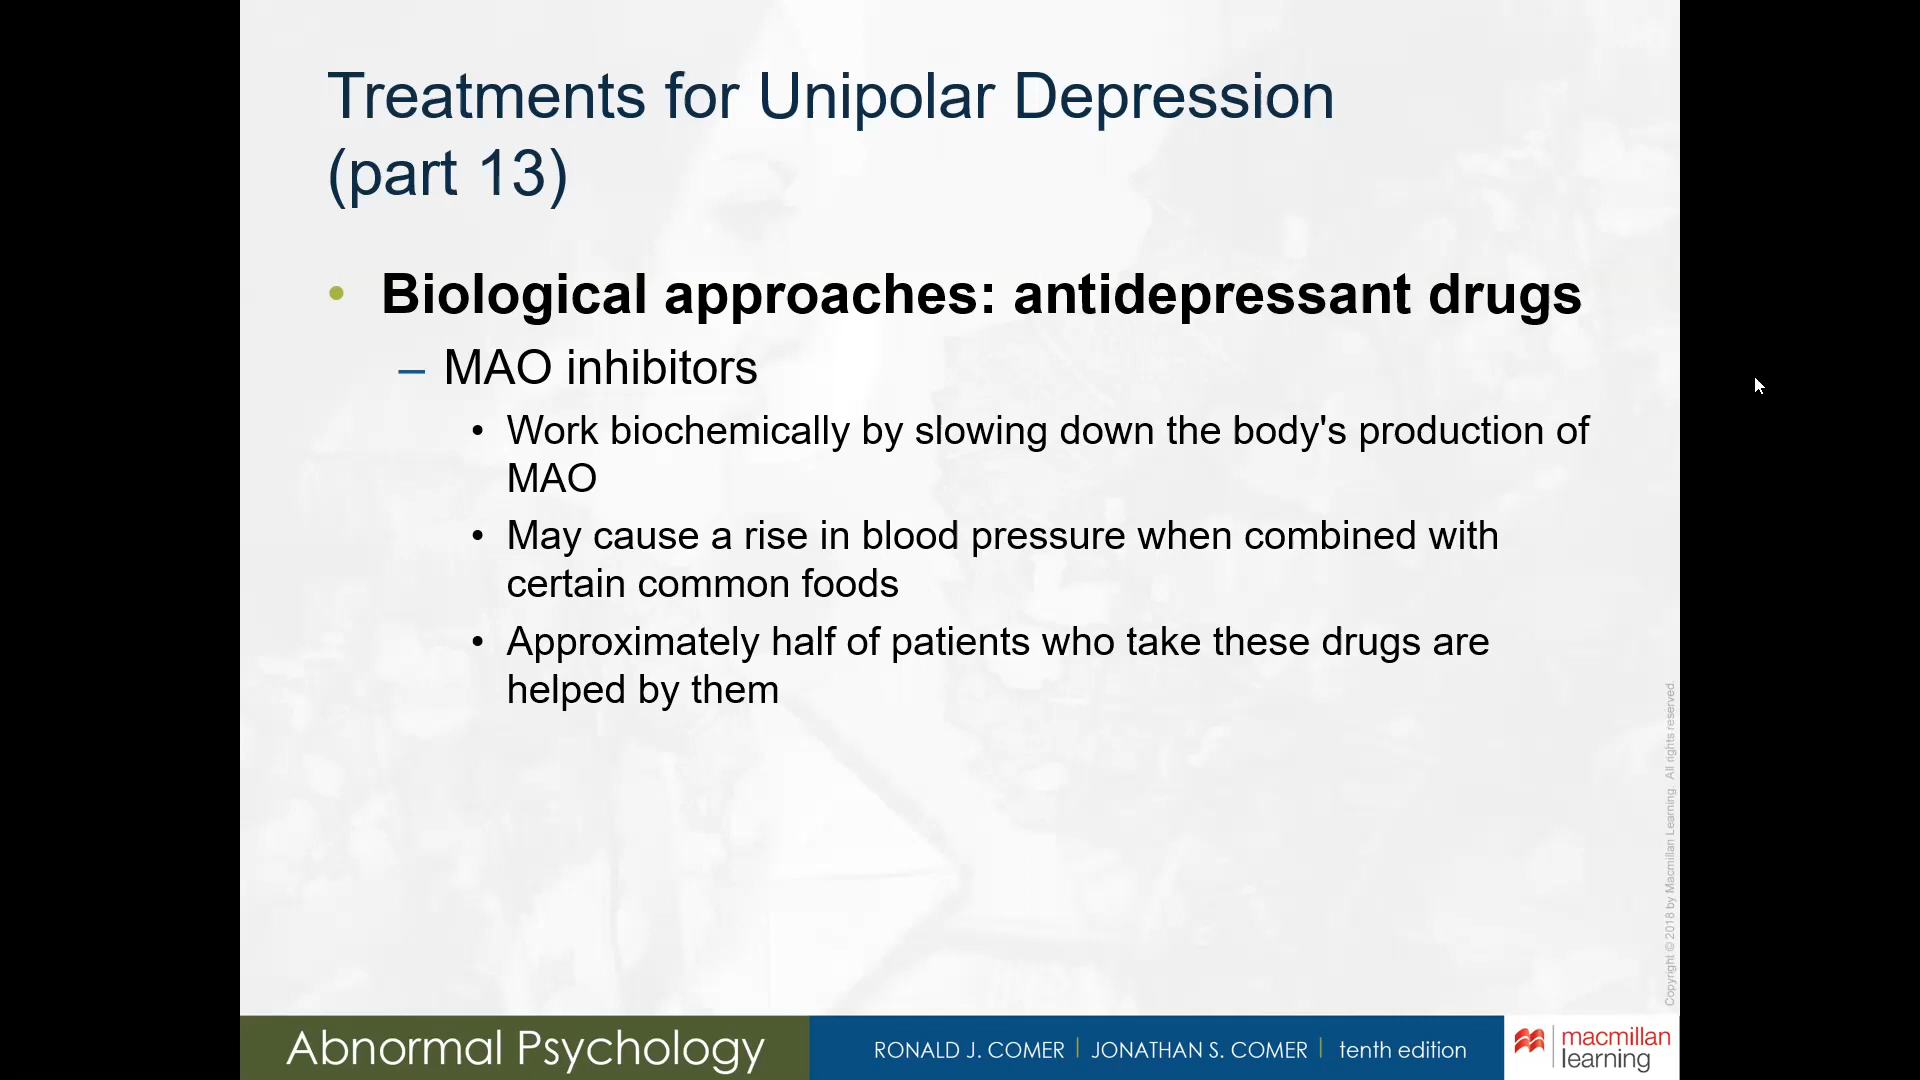 Treatments for Unipolar Depression
(part 13)
• Biological approaches: antidepressant drugs
– MAO inhibitors
• Work biochemically by slowing down the body's production of
MAO
• May cause a rise in blood pressure when combined with
certain common foods
• Approximately half of patients who take these drugs are
helped by them
Copyright © 2018 by Macmillan Learning. All rights reserved.
Abnormal Psychology
RONALD J. COMER | JONATHAN S. COMER | tenth edition
macmillan
learning